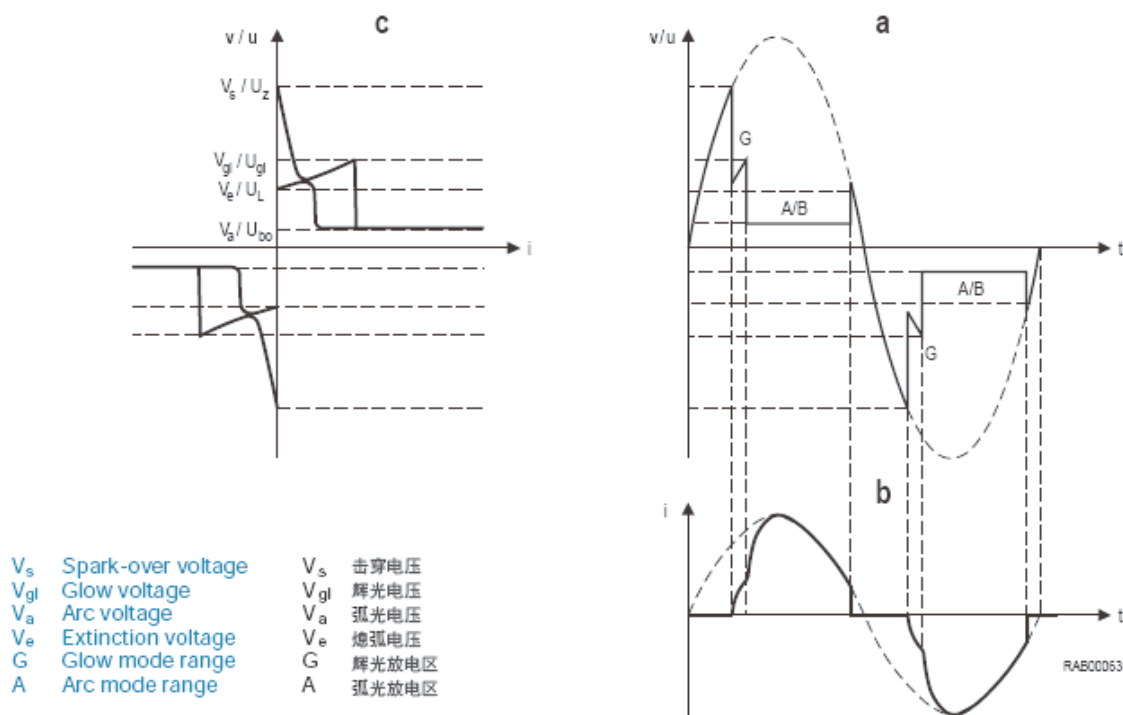 c
v / u
V_s / U_z
V_gl / U_gl
V_e / U_L
V_a / U_bo
i
a
v/u
G
A/B
t
A/B
G
b
i
t
RAB00053
V_s Spark-over voltage
V_gl Glow voltage
V_a Arc voltage
V_e Extinction voltage
G Glow mode range
A Arc mode range
V_s 击穿电压
V_gl 辉光电压
V_a 弧光电压
V_e 熄弧电压
G 辉光放电区
A 弧光放电区